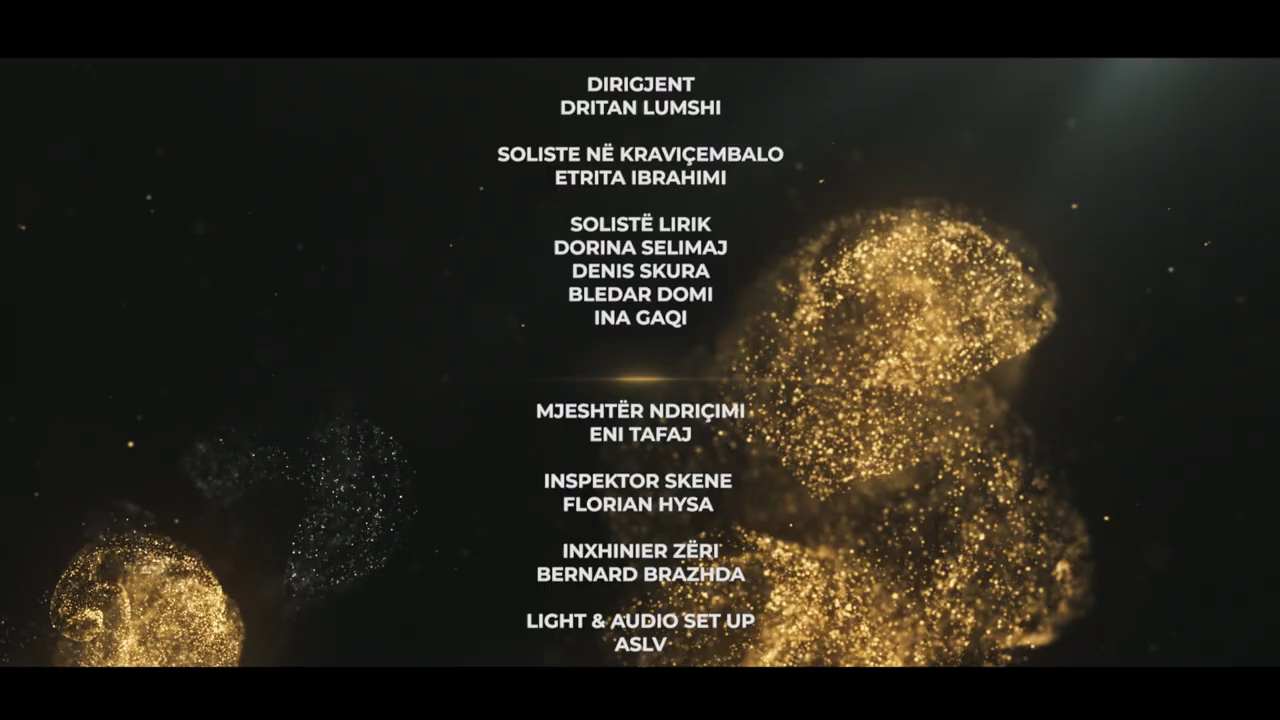 DIRIGJENT
DRITAN LUMSHI
SOLISTE NË KRAVIÇEMBALO
ETRITA IBRAHIMI
SOLISTË LIRIK
DORINA SELIMAJ
DENIS SKURA
BLEDAR DOMI
INA GAQI
MJESHTËR NDRIÇIMI
ENI TAFAJ
INSPEKTOR SKENE
FLORIAN HYSA
INXHINIER ZËRI
BERNARD BRAZHDA
LIGHT & AUDIO SET UP
ASLV